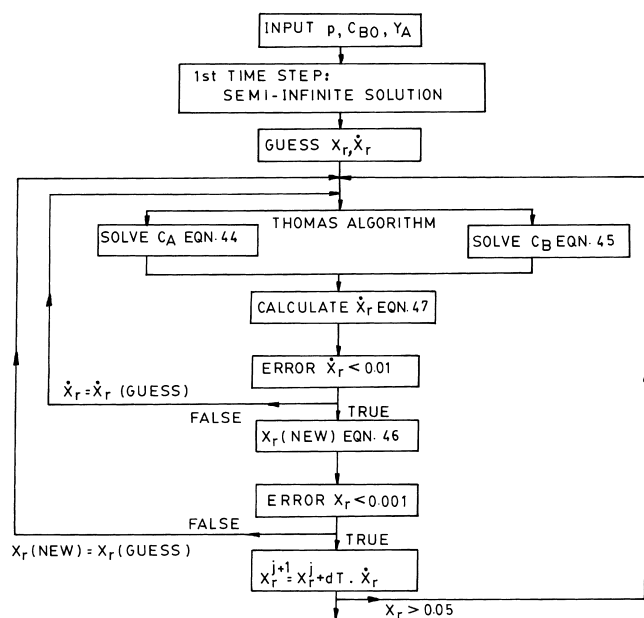 INPUT p, C_BO, Y_A
1st TIME STEP:
SEMI-INFINITE SOLUTION
GUESS X_r, Ẋ_r
THOMAS ALGORITHM
SOLVE C_A EQN. 44
SOLVE C_B EQN. 45
CALCULATE Ẋ_r EQN. 47
ERROR Ẋ_r < 0.01
Ẋ_r = Ẋ_r (GUESS)
FALSE
TRUE
X_r (NEW) EQN. 46
ERROR X_r < 0.001
FALSE
TRUE
X_r (NEW) = X_r (GUESS)
X_r^{j+1} = X_r^j + dT . Ẋ_r
X_r > 0.05